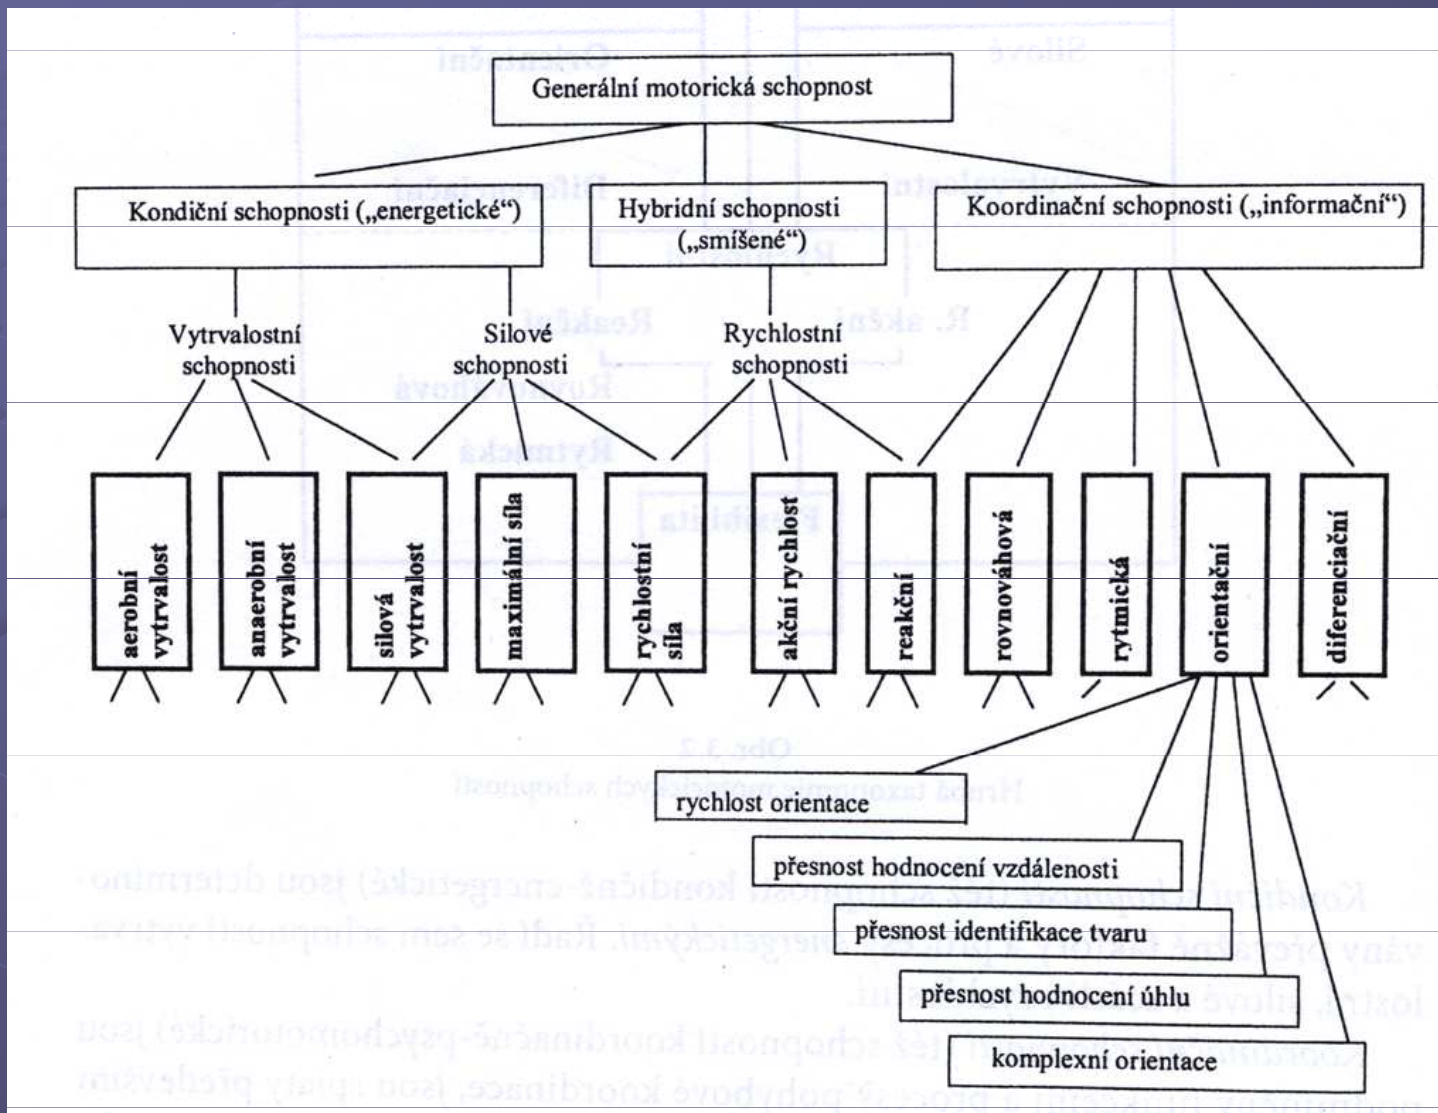 Generální motorická schopnost
Kondiční schopnosti („energetické“)
Hybridní schopnosti
(„smíšené“)
Koordinační schopnosti („informační“)
Vytrvalostní
schopnosti
Silové
schopnosti
Rychlostní
schopnosti
aerobní
vytrvalost
anaerobní
vytrvalost
silová
vytrvalost
maximální síla
rychlostní
síla
akční rychlost
reakční
rovnováhová
rytmická
orientační
diferenciační
rychlost orientace
přesnost hodnocení vzdálenosti
přesnost identifikace tvaru
přesnost hodnocení úhlu
komplexní orientace